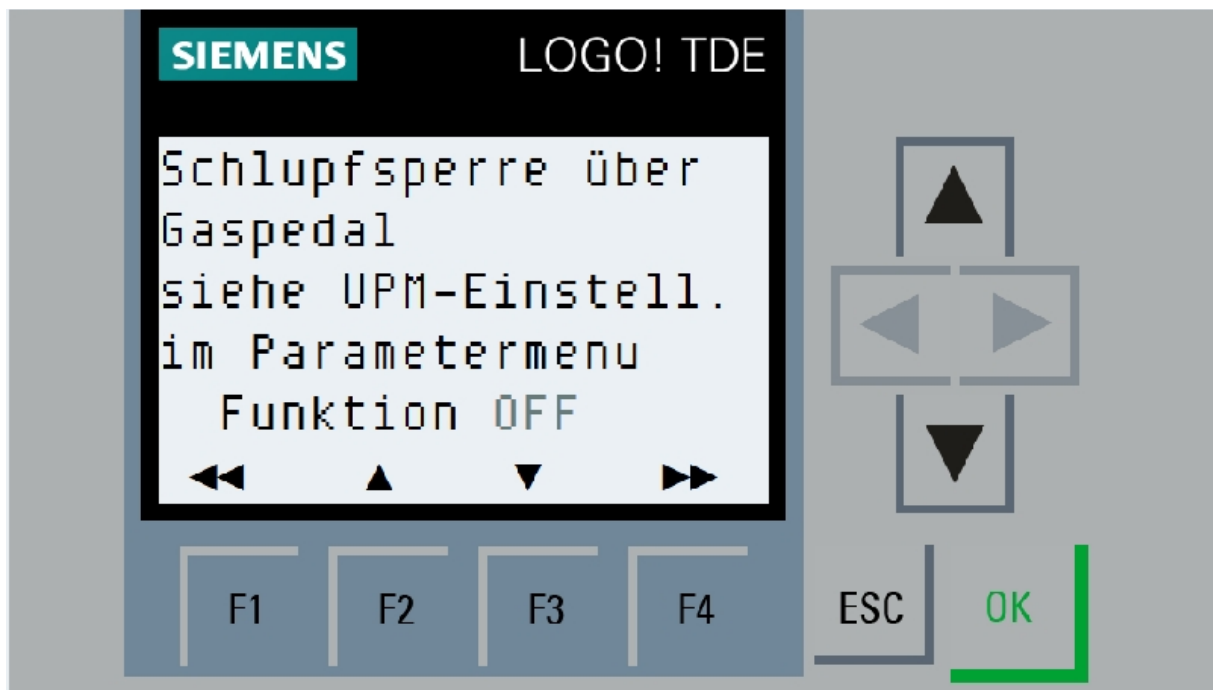 SIEMENS LOGO! TDE
Schlupfsperre über
Gaspedal
siehe UPM-Einstell.
im Parametermenu
Funktion OFF
F1 F2 F3 F4 ESC OK